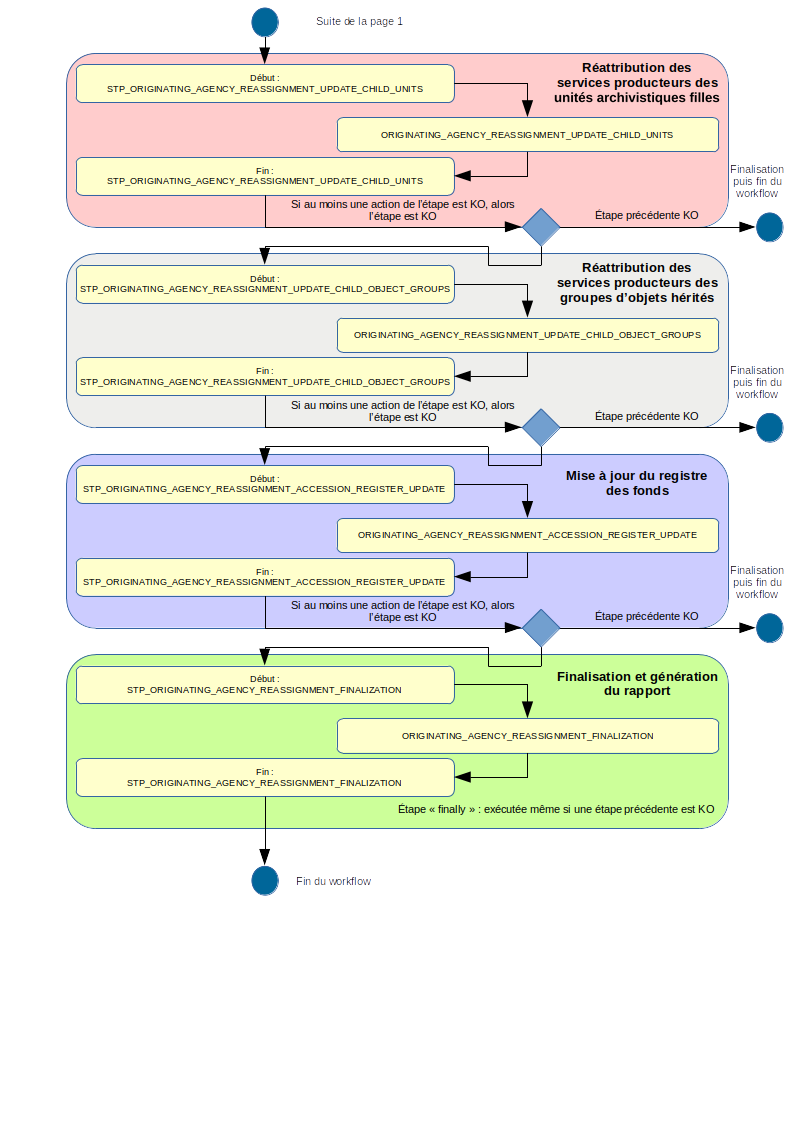 Suite de la page 1
Réattribution des
services producteurs des
unités archivistiques filles
Début :
STP_ORIGINATING_AGENCY_REASSIGNMENT_UPDATE_CHILD_UNITS
ORIGINATING_AGENCY_REASSIGNMENT_UPDATE_CHILD_UNITS
Fin :
STP_ORIGINATING_AGENCY_REASSIGNMENT_UPDATE_CHILD_UNITS
Si au moins une action de l'étape est KO, alors
l'étape est KO
Étape précédente KO
Finalisation
puis fin du
workflow
Réattribution des
services producteurs des
groupes d'objets hérités
Début :
STP_ORIGINATING_AGENCY_REASSIGNMENT_UPDATE_CHILD_OBJECT_GROUPS
ORIGINATING_AGENCY_REASSIGNMENT_UPDATE_CHILD_OBJECT_GROUPS
Fin :
STP_ORIGINATING_AGENCY_REASSIGNMENT_UPDATE_CHILD_OBJECT_GROUPS
Si au moins une action de l'étape est KO, alors
l'étape est KO
Étape précédente KO
Finalisation
puis fin du
workflow
Mise à jour du registre
des fonds
Début :
STP_ORIGINATING_AGENCY_REASSIGNMENT_ACCESSION_REGISTER_UPDATE
ORIGINATING_AGENCY_REASSIGNMENT_ACCESSION_REGISTER_UPDATE
Fin :
STP_ORIGINATING_AGENCY_REASSIGNMENT_ACCESSION_REGISTER_UPDATE
Si au moins une action de l'étape est KO, alors
l'étape est KO
Étape précédente KO
Finalisation
puis fin du
workflow
Finalisation et génération
du rapport
Début :
STP_ORIGINATING_AGENCY_REASSIGNMENT_FINALIZATION
ORIGINATING_AGENCY_REASSIGNMENT_FINALIZATION
Fin :
STP_ORIGINATING_AGENCY_REASSIGNMENT_FINALIZATION
Étape « finally » : exécutée même si une étape précédente est KO
Fin du workflow